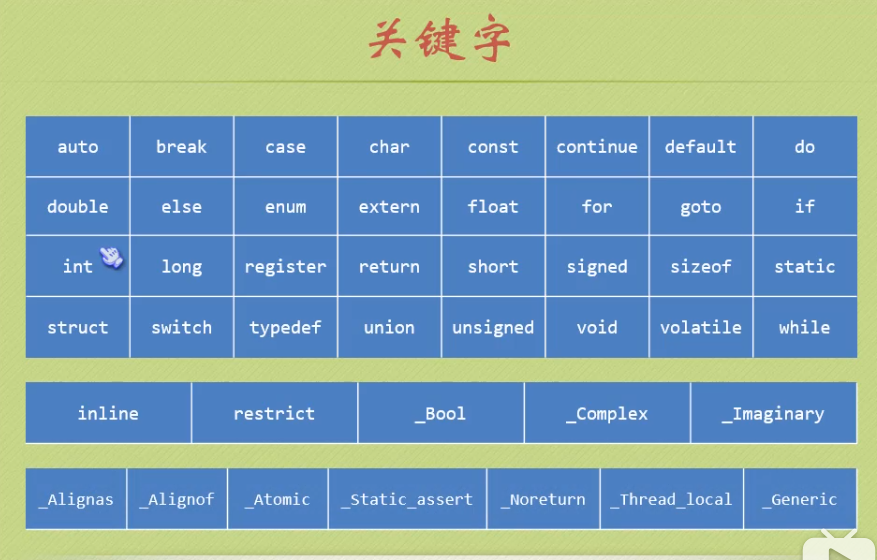 关键字
auto break case char const continue default do
double else enum extern float for goto if
int long register return short signed sizeof static
struct switch typedef union unsigned void volatile while
inline restrict _Bool _Complex _Imaginary
_Alignas _Alignof _Atomic _Static_assert _Noreturn _Thread_local _Generic